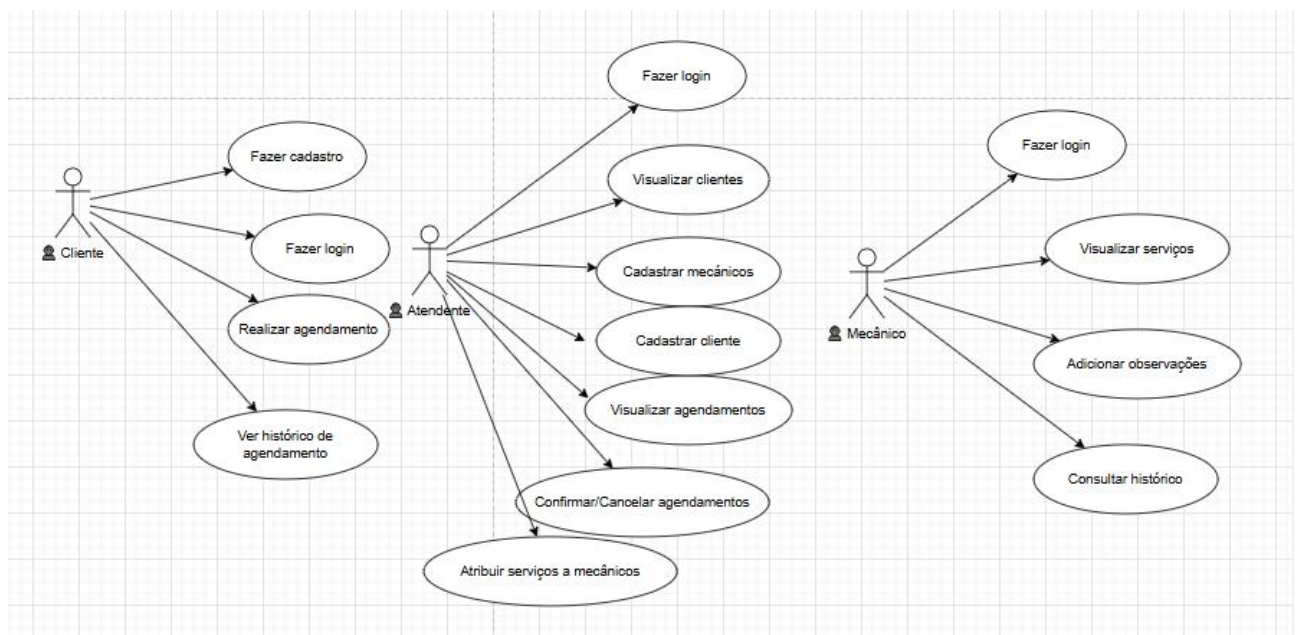 Fazer cadastro
Fazer login
Realizar agendamento
Ver histórico de
agendamento
Cliente
Fazer login
Visualizar clientes
Cadastrar mecánicos
Cadastrar cliente
Visualizar agendamentos
Confirmar/Cancelar agendamentos
Atribuir serviços a mecânicos
Atendente
Fazer login
Visualizar serviços
Adicionar observações
Consultar histórico
Mecânico